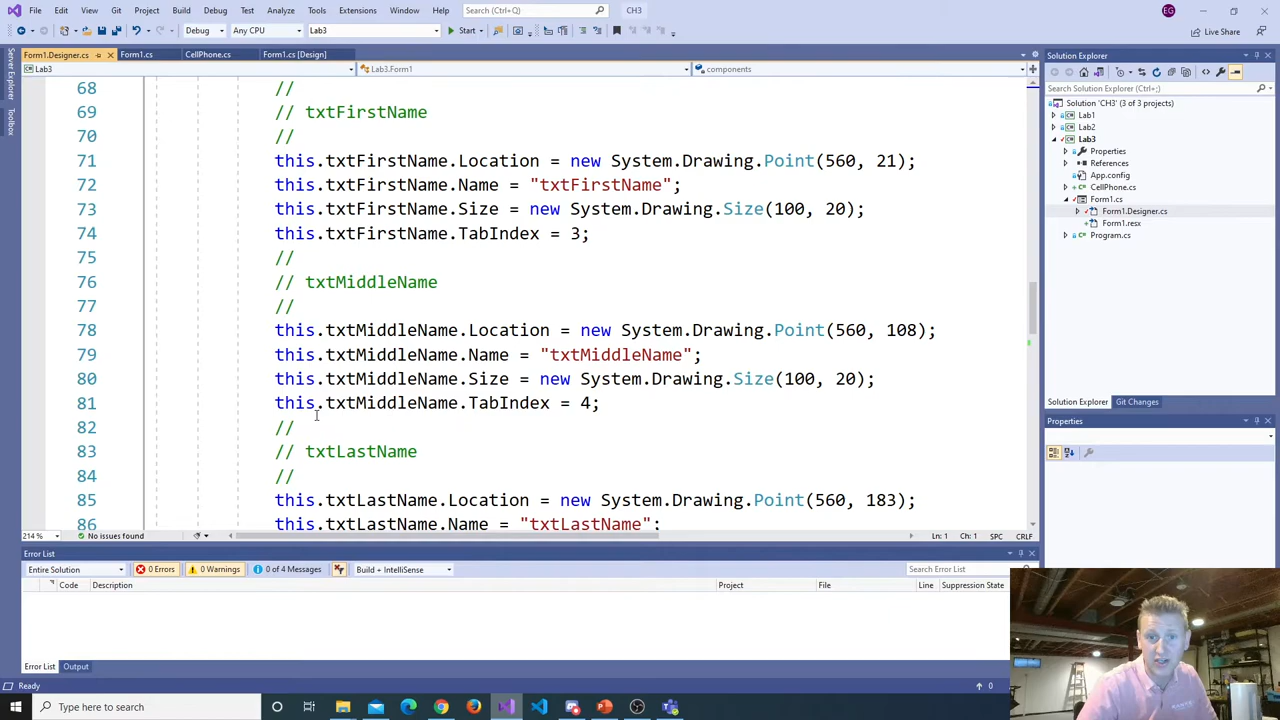 File Edit View Git Project Build Debug Test Analyze Tools Extensions Window Help Search (Ctrl+Q) CH3 EG
Debug Any CPU Lab3 Start Live Share
Form1.Designer.cs Form1.cs CellPhone.cs Form1.cs [Design]
Lab3 Lab3.Form1 components
Server Explorer
Toolbox
68 //
69 // txtFirstName
70 //
71 this.txtFirstName.Location = new System.Drawing.Point(560, 21);
72 this.txtFirstName.Name = "txtFirstName";
73 this.txtFirstName.Size = new System.Drawing.Size(100, 20);
74 this.txtFirstName.TabIndex = 3;
75 //
76 // txtMiddleName
77 //
78 this.txtMiddleName.Location = new System.Drawing.Point(560, 108);
79 this.txtMiddleName.Name = "txtMiddleName";
80 this.txtMiddleName.Size = new System.Drawing.Size(100, 20);
81 this.txtMiddleName.TabIndex = 4;
82 //
83 // txtLastName
84 //
85 this.txtLastName.Location = new System.Drawing.Point(560, 183);
86 this.txtLastName.Name = "txtLastName";
214 % No issues found Ln: 1 Ch: 1 SPC CRLF
Solution Explorer
Search Solution Explorer (Ctrl+;)
Solution 'CH3' (3 of 3 projects)
Lab1
Lab2
Lab3
Properties
References
App.config
CellPhone.cs
Form1.cs
Form1.Designer.cs
Form1.resx
Program.cs
Solution Explorer Git Changes
Properties
Error List
Entire Solution 0 Errors 0 Warnings 0 of 4 Messages Build + IntelliSense Search Error List
Code Description Project File Line Suppression State
Error List Output
Ready 0
Type here to search